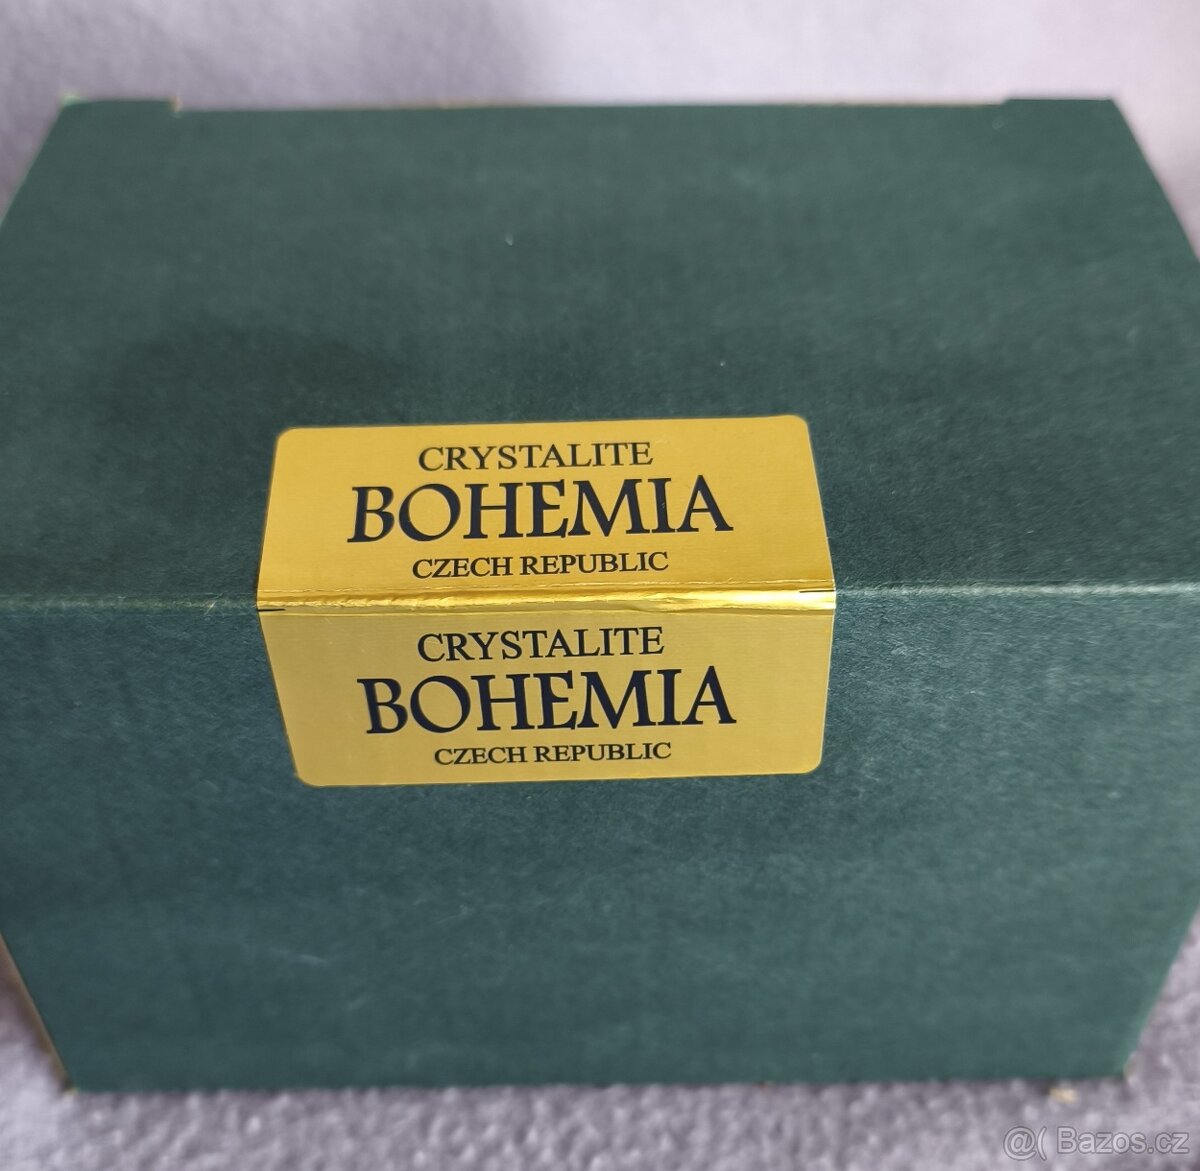 CRYSTALITE
BOHEMIA
CZECH REPUBLIC
CRYSTALITE
BOHEMIA
CZECH REPUBLIC
@( Bazos.cz